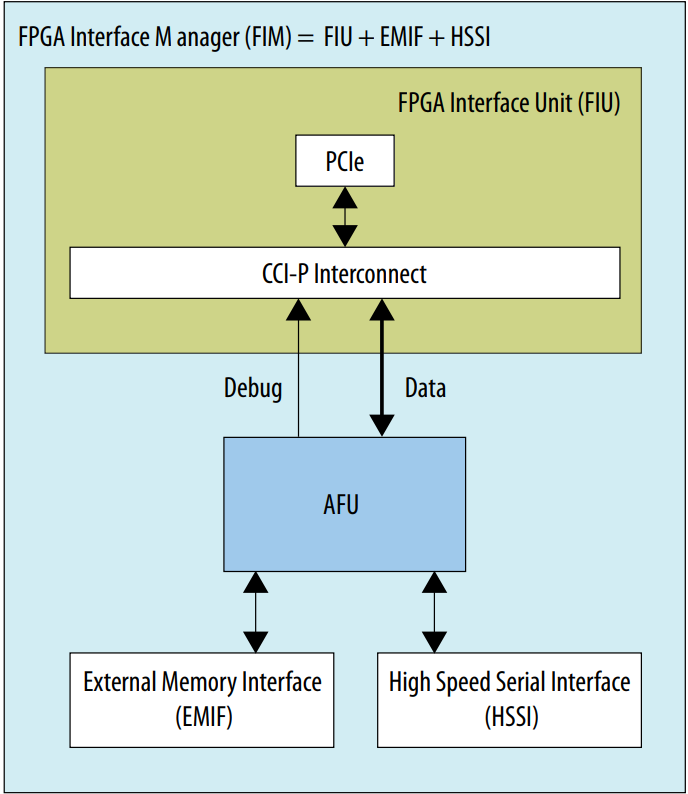 FPGA Interface M anager (FIM) = FIU + EMIF + HSSI
FPGA Interface Unit (FIU)
PCIe
CCI-P Interconnect
Debug
Data
AFU
External Memory Interface
(EMIF)
High Speed Serial Interface
(HSSI)